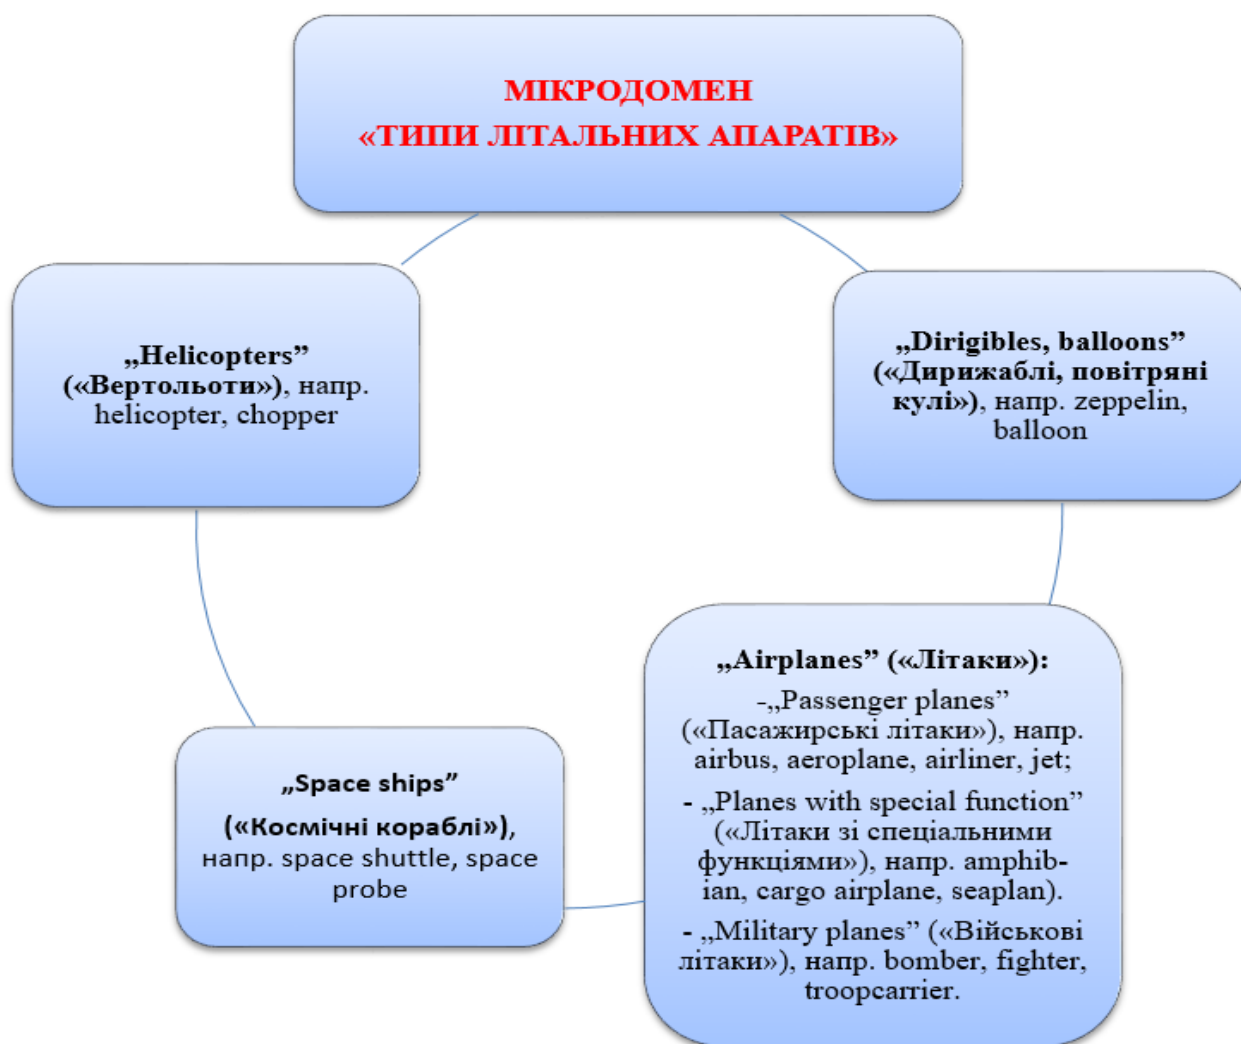 МІКРОДОМЕН
«ТИПИ ЛІТАЛЬНИХ АПАРАТІВ»
„Helicopters”
(«Вертольоти»), напр.
helicopter, chopper
„Dirigibles, balloons”
(«Дирижаблі, повітряні
кулі»), напр. zeppelin,
balloon
„Space ships”
(«Космічні кораблі»),
напр. space shuttle, space
probe
„Airplanes” («Літаки»):
-„Passenger planes”
(«Пасажирські літаки»), напр.
airbus, aeroplane, airliner, jet;
- „Planes with special function”
(«Літаки зі спеціальними
функціями»), напр. amphib-
ian, cargo airplane, seaplan).
- „Military planes” («Військові
літаки»), напр. bomber, fighter,
troopcarrier.